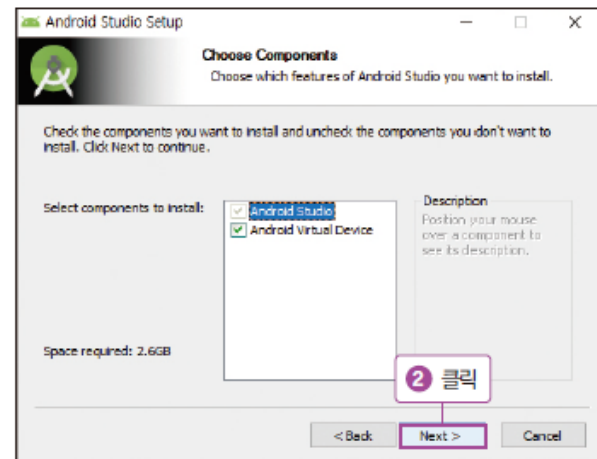 Android Studio Setup
Choose Components
Choose which features of Android Studio you want to install.
Check the components you want to install and uncheck the components you don't want to
install. Click Next to continue.
Select components to install:
Android Studio
Android Virtual Device
Description
Position your mouse
over a component to
see its description.
Space required: 2.6GB
2 클릭
< Back
Next >
Cancel